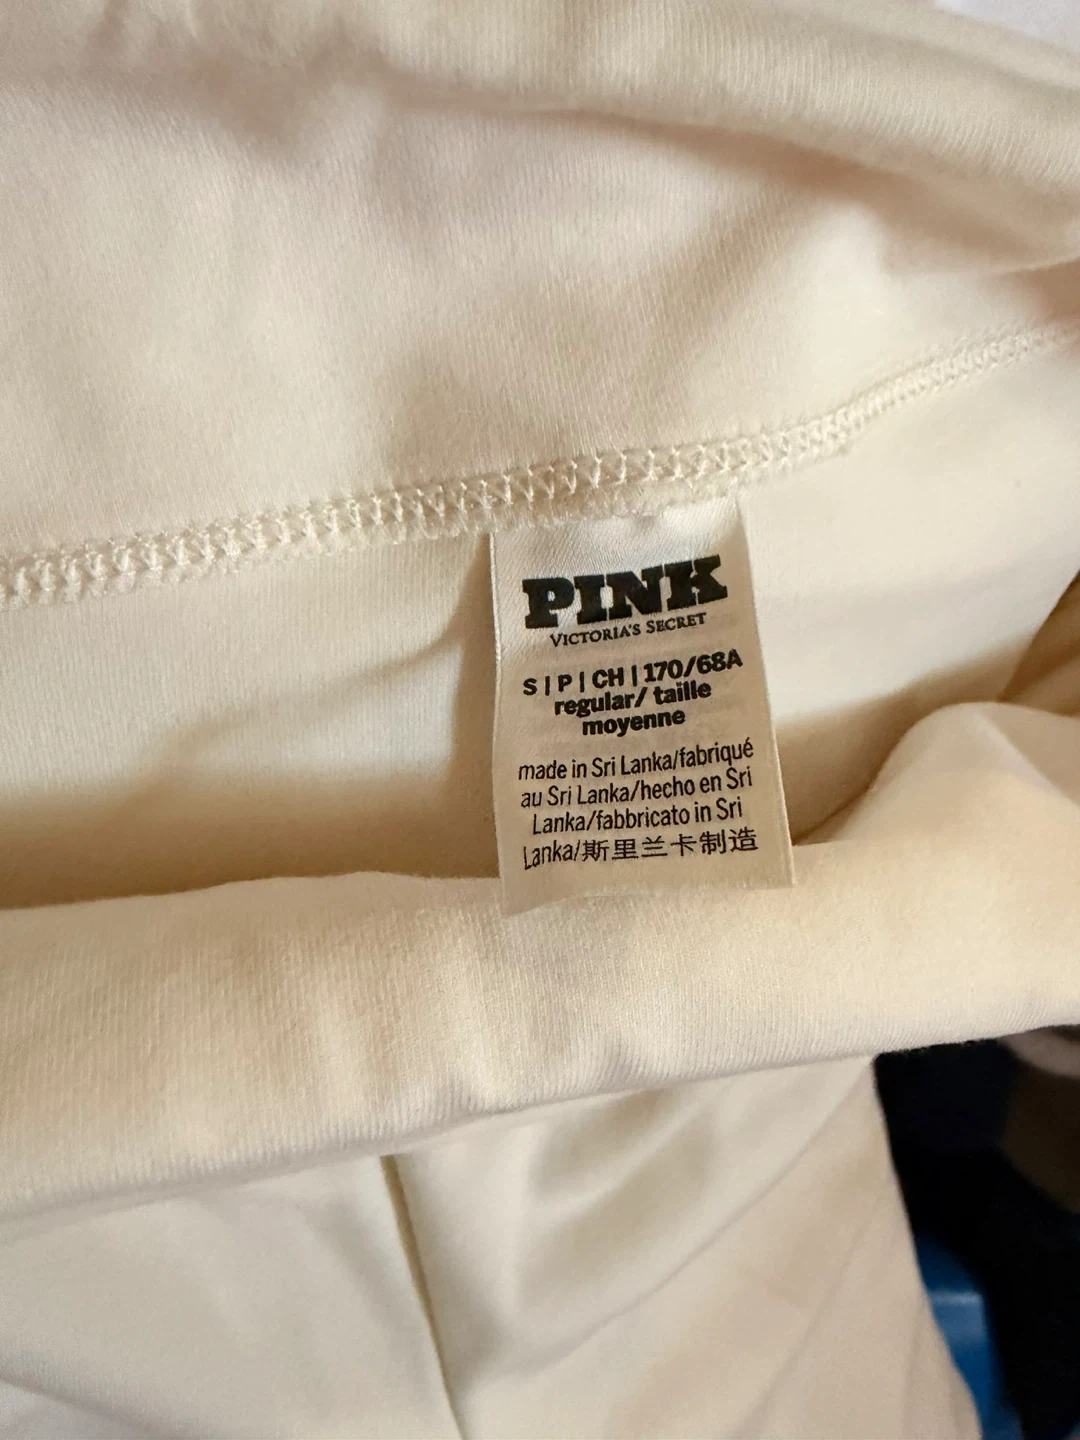 PINK
VICTORIA'S SECRET
S | P | CH | 170/68A
regular/ taille
moyenne
made in Sri Lanka/fabriqué
au Sri Lanka/hecho en Sri
Lanka/fabbricato in Sri
Lanka/斯里兰卡制造